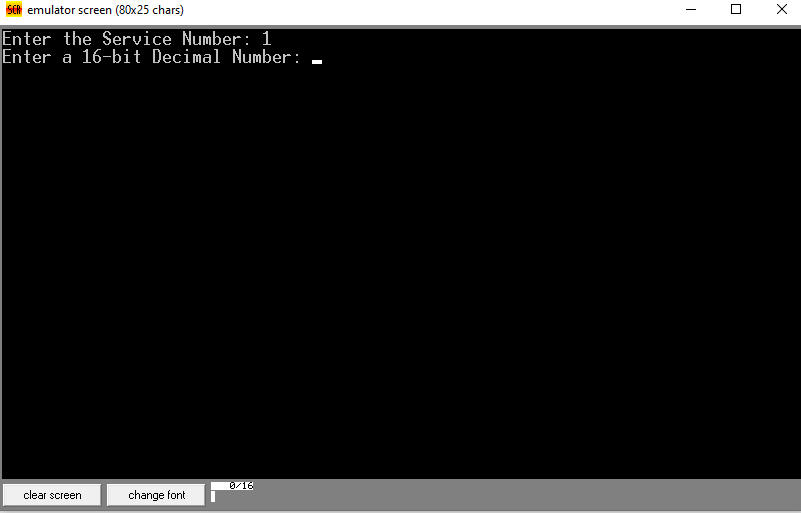 SCR emulator screen (80x25 chars)
Enter the Service Number: 1
Enter a 16-bit Decimal Number:
clear screen change font 0/16